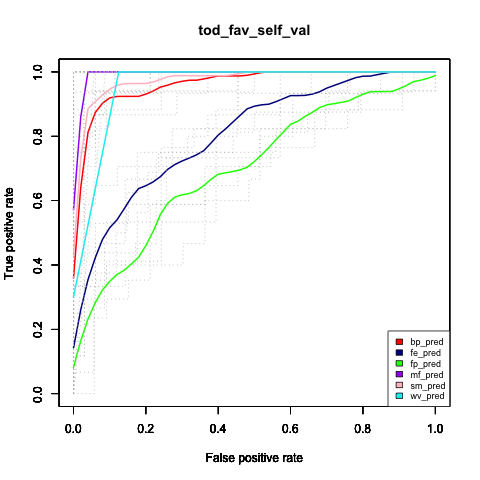 tod_fav_self_val
True positive rate
1.0
0.8
0.6
0.4
0.2
0.0
bp_pred
fe_pred
fp_pred
mf_pred
sm_pred
wv_pred
0.0 0.2 0.4 0.6 0.8 1.0
False positive rate